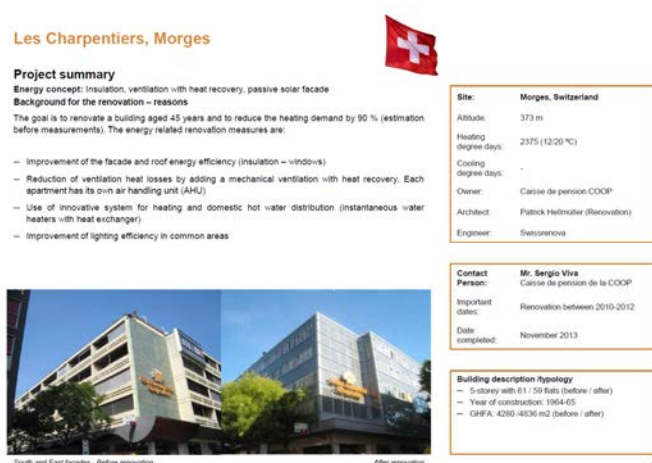 Les Charpentiers, Morges
Project summary
Energy concept: Insulation, ventilation with heat recovery, passive solar facade
Background for the renovation – reasons
The goal is to renovate a building aged 45 years and to reduce the heating demand by 90 % (estimation
before measurements). The energy related renovation measures are:
— Improvement of the facade and roof energy efficiency (insulation – windows)
— Reduction of ventilation heat losses by adding a mechanical ventilation with heat recovery. Each
apartment has its own air handling unit (AHU)
— Use of innovative system for heating and domestic hot water distribution (instantaneous water
heaters with heat exchanger)
— Improvement of lighting efficiency in common areas
South and East facades - Before renovation
After renovation
Site: Morges, Switzerland
Altitude: 373 m
Heating
degree days: 2375 (12/20 ºC)
Cooling
degree days: -
Owner: Caisse de pension COOP
Architect: Patrick Hellmüller (Renovation)
Engineer: Swissrenova
Contact
Person: Mr. Sergio Viva
Caisse de pension de la COOP
Important
dates: Renovation between 2010-2012
Date
completed: November 2013
Building description /typology
— 5-storey with 61 / 59 flats (before / after)
— Year of construction: 1964-65
— GHFA: 4280 /4836 m2 (before / after)